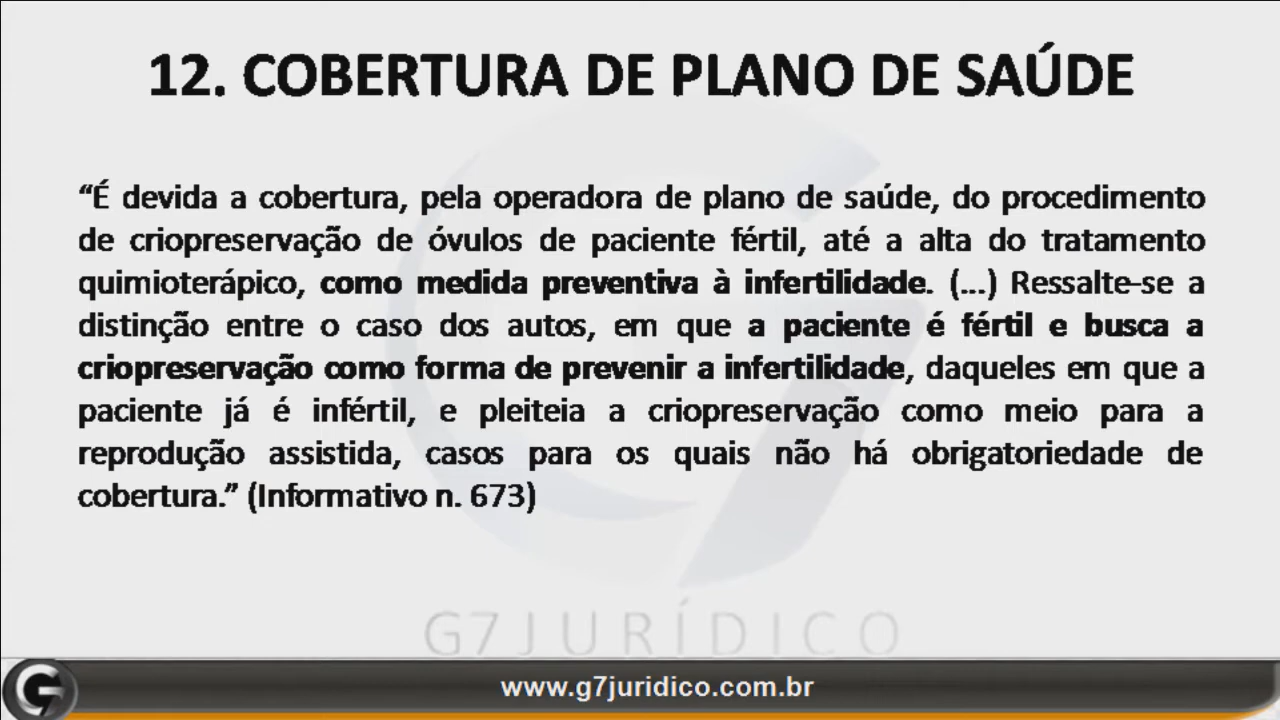 12. COBERTURA DE PLANO DE SAÚDE
“É devida a cobertura, pela operadora de plano de saúde, do procedimento
de criopreservação de óvulos de paciente fértil, até a alta do tratamento
quimioterápico, como medida preventiva à infertilidade. (...) Ressalte-se a
distinção entre o caso dos autos, em que a paciente é fértil e busca a
criopreservação como forma de prevenir a infertilidade, daqueles em que a
paciente já é infértil, e pleiteia a criopreservação como meio para a
reprodução assistida, casos para os quais não há obrigatoriedade de
cobertura.” (Informativo n. 673)
G7 JURÍDICO
www.g7juridico.com.br